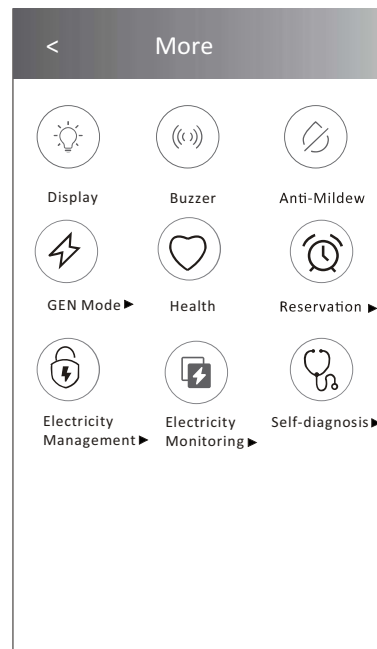 < More
Display Buzzer Anti-Mildew
GEN Mode▶ Health Reservation ▶
Electricity Electricity Self-diagnosis▶
Management▶ Monitoring▶